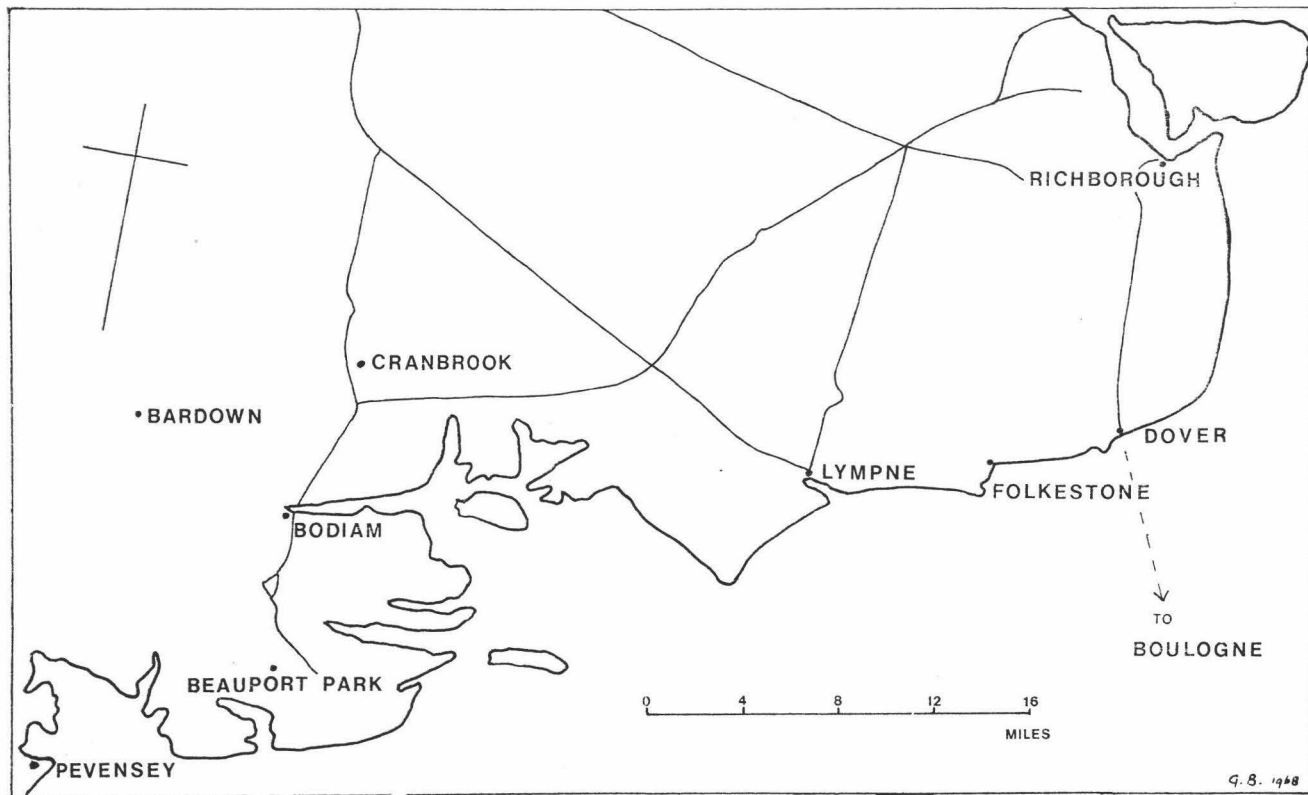 RICHBOROUGH
CRANBROOK
BARDOWN
DOVER
LYMPNE
FOLKESTONE
BODIAM
TO
BOULOGNE
BEAUPORT PARK
0 4 8 12 16
MILES
PEVENSEY
G.B. 1968